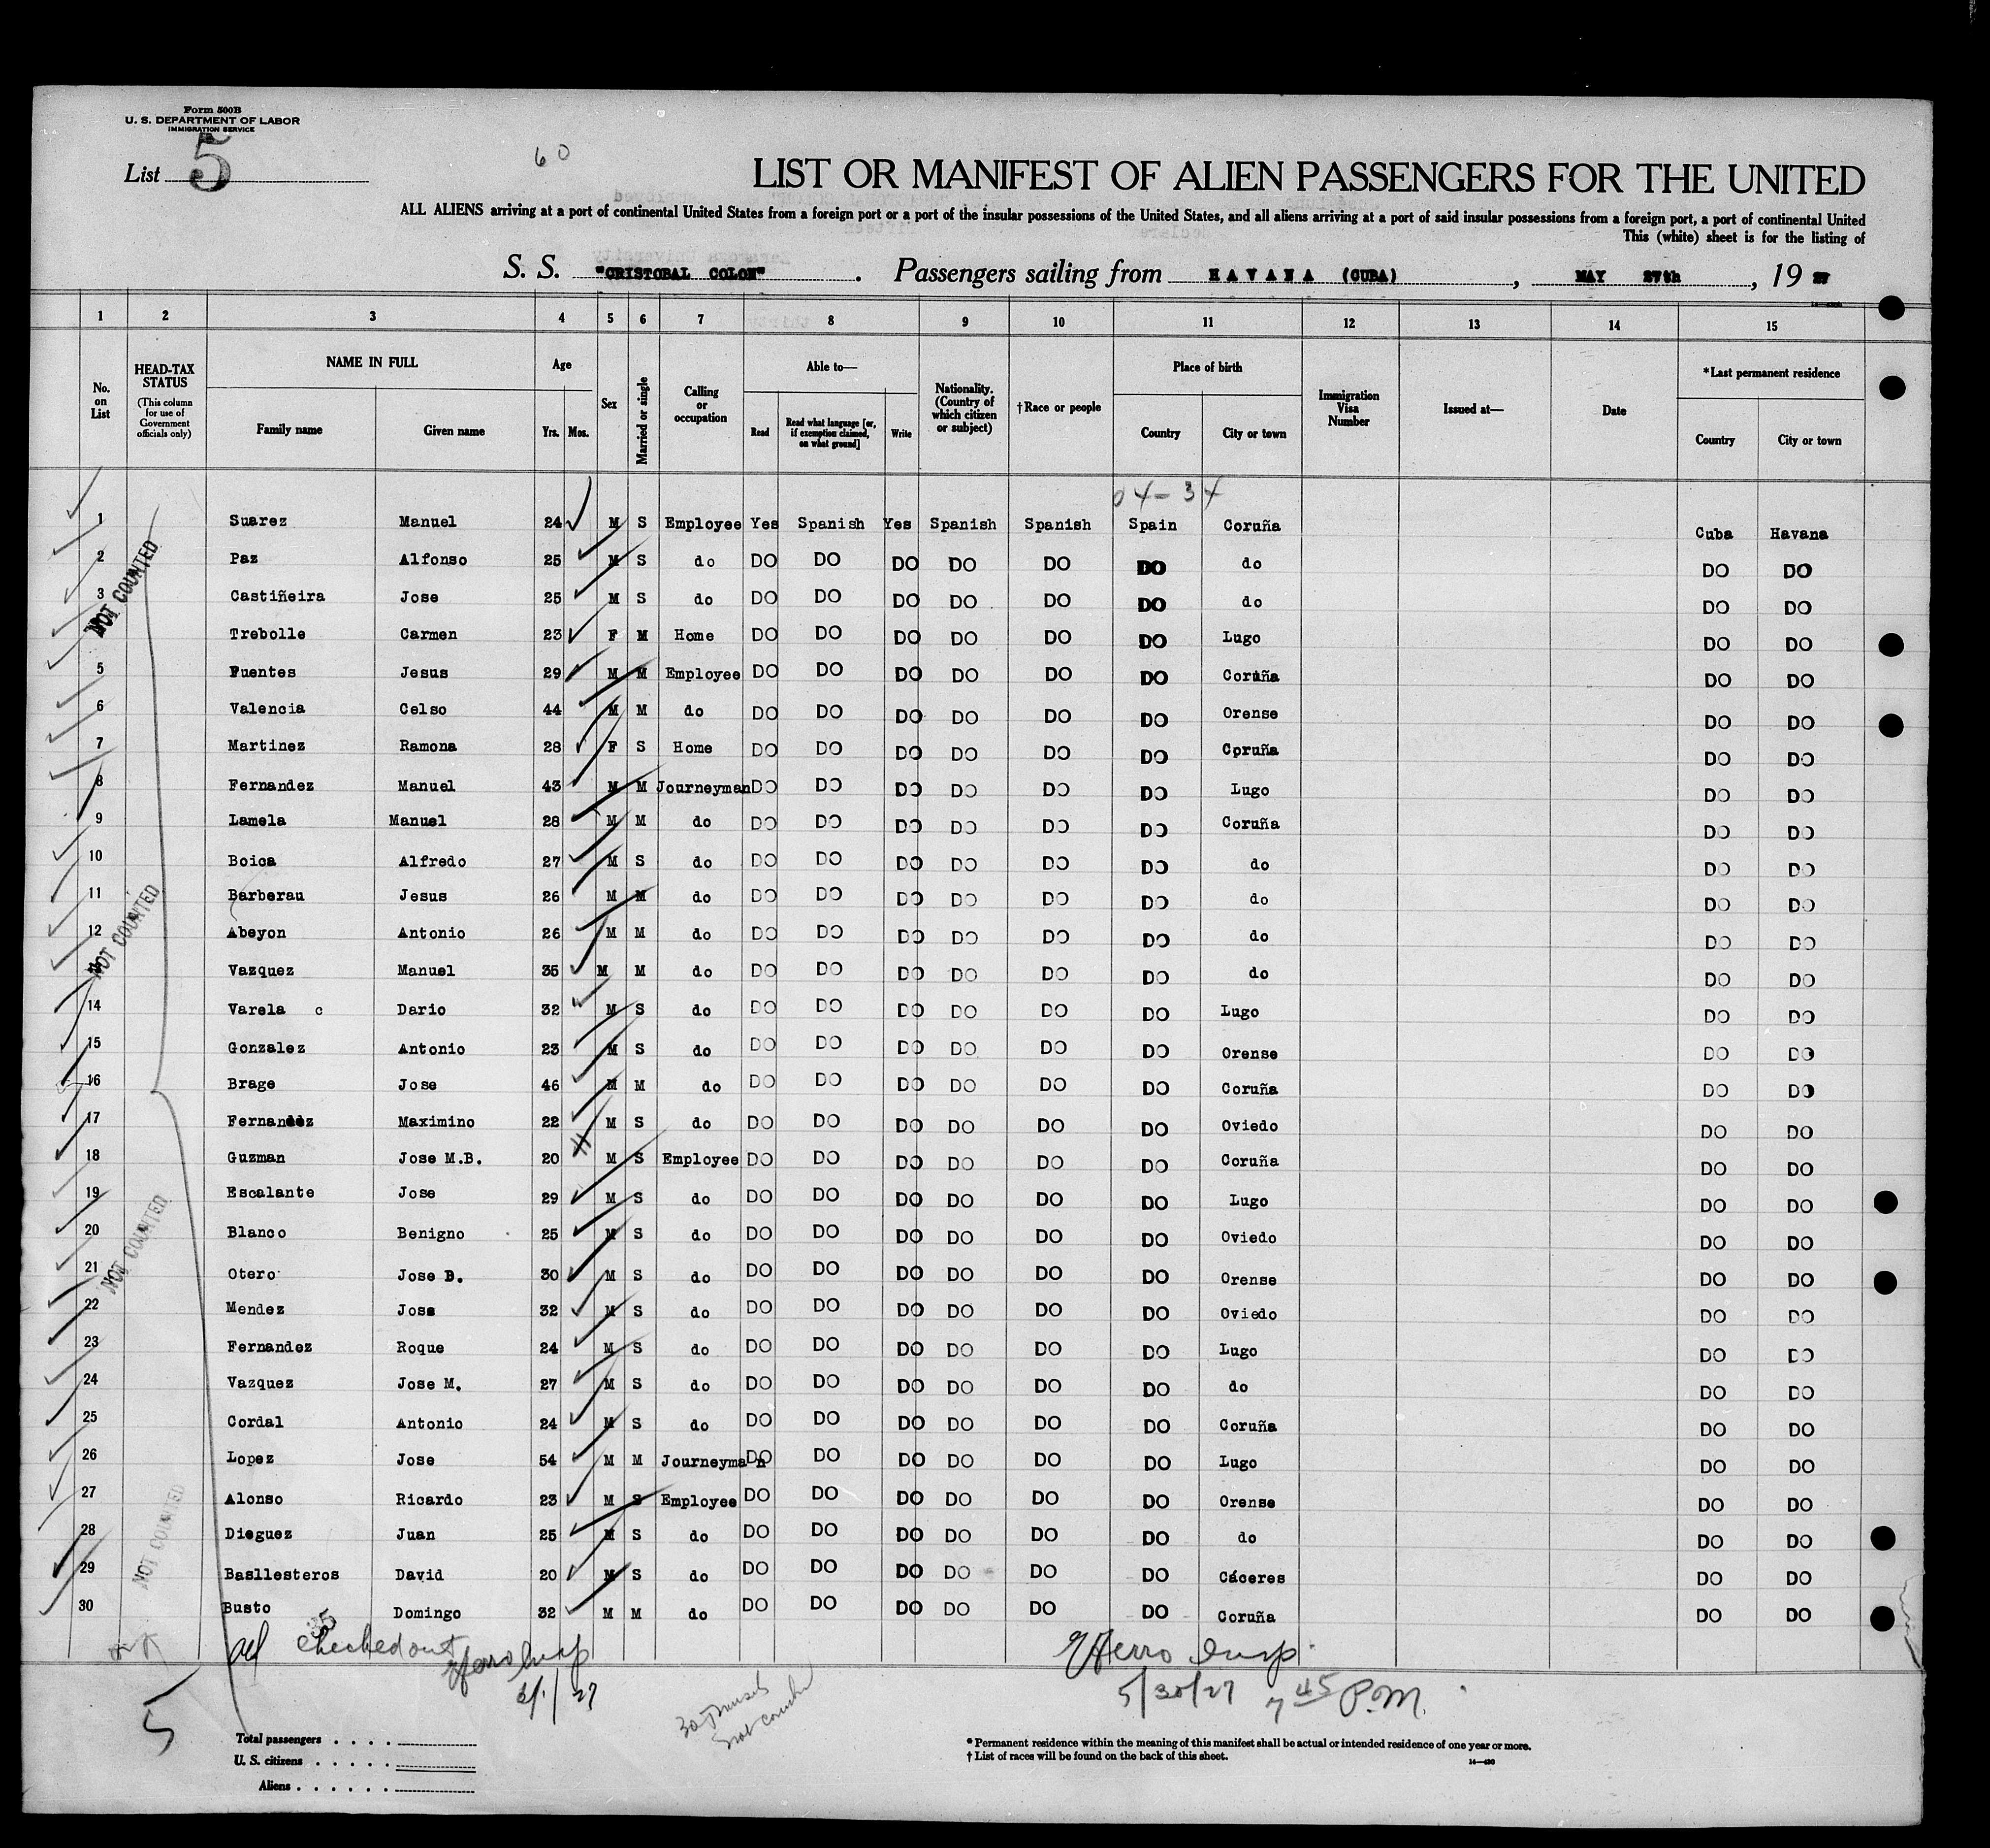 Form 500B
U. S. DEPARTMENT OF LABOR
IMMIGRATION SERVICE
List 5
60
LIST OR MANIFEST OF ALIEN PASSENGERS FOR THE UNITED
ALL ALIENS arriving at a port of continental United States from a foreign port or a port of the insular possessions of the United States, and all aliens arriving at a port of said insular possessions from a foreign port, a port of continental United
This (white) sheet is for the listing of
S. S. "CRISTOBAL COLON". Passengers sailing from HAVANA (CUBA), MAY 27th, 19 27
1 2 3 4 5 6 7 8 9 10 11 12 13 14 15
No. on List HEAD-TAX STATUS (This column for use of Government officials only) NAME IN FULL Family name Given name Age Yrs. Mos. Sex Married or single Calling or occupation Able to— Read Read what language [or, if exemption claimed, on what ground] Write Nationality. (Country of which citizen or subject) †Race or people Place of birth Country City or town Immigration Visa Number Issued at— Date *Last permanent residence Country City or town
04-34
1 Suarez Manuel 24 M S Employee Yes Spanish Yes Spanish Spanish Spain Coruña Cuba Havana
2 Paz Alfonso 25 M S do DO DO DO DO DO DO do DO DO
3 Castiñeira Jose 25 M S do DO DO DO DO DO DO do DO DO
Trebolle Carmen 23 F M Home DO DO DO DO DO DO Lugo DO DO
5 Fuentes Jesus 29 M M Employee DO DO DO DO DO DO Coruña DO DO
6 Valencia Celso 44 M M do DO DO DO DO DO DO Orense DO DO
7 Martinez Ramona 28 F S Home DO DO DO DO DO DO Cpruña DO DO
8 Fernandez Manuel 43 M M Journeyman DO DO DO DO DO DO Lugo DO DO
9 Lamela Manuel 28 M M do DO DO DO DO DO DO Coruña DO DO
10 Boica Alfredo 27 M S do DO DO DO DO DO DO do DO DO
11 Barberau Jesus 26 M M do DO DO DO DO DO DO do DO DO
12 Abeyon Antonio 26 M M do DO DO DO DO DO DO do DO DO
Vazquez Manuel 35 M M do DO DO DO DO DO DO do DO DO
14 Varela c Dario 32 M S do DO DO DO DO DO DO Lugo DO DO
15 Gonzalez Antonio 23 M S do DO DO DO DO DO DO Orense DO DO
16 Brage Jose 46 M M do DO DO DO DO DO DO Coruña DO DO
17 Fernandez Maximino 22 M S do DO DO DO DO DO DO Oviedo DO DO
18 Guzman Jose M.B. 20 M S Employee DO DO DO DO DO DO Coruña DO DO
19 Escalante Jose 29 M S do DO DO DO DO DO DO Lugo DO DO
20 Blanco Benigno 25 M S do DO DO DO DO DO DO Oviedo DO DO
21 Otero Jose B. 30 M S do DO DO DO DO DO DO Orense DO DO
22 Mendez Jose 32 M S do DO DO DO DO DO DO Oviedo DO DO
23 Fernandez Roque 24 M S do DO DO DO DO DO DO Lugo DO DO
24 Vazquez Jose M. 27 M S do DO DO DO DO DO DO do DO DO
25 Cordal Antonio 24 M S do DO DO DO DO DO DO Coruña DO DO
26 Lopez Jose 54 M M Journeyman DO DO DO DO DO DO Lugo DO DO
27 Alonso Ricardo 23 M S Employee DO DO DO DO DO DO Orense DO DO
28 Dieguez Juan 25 M S do DO DO DO DO DO DO do DO DO
29 Basllesteros David 20 M S do DO DO DO DO DO DO Cáceres DO DO
30 Busto Domingo 32 M M do DO DO DO DO DO DO Coruña DO DO
NOT COUNTED
NOT COUNTED
NOT COUNTED
NOT COUNTED
35
checked out
Insp
27
Insp
5/30/27 7 45 P.M.
5
Total passengers
U. S. citizens
Aliens
* Permanent residence within the meaning of this manifest shall be actual or intended residence of one year or more.
† List of races will be found on the back of this sheet.
14—430